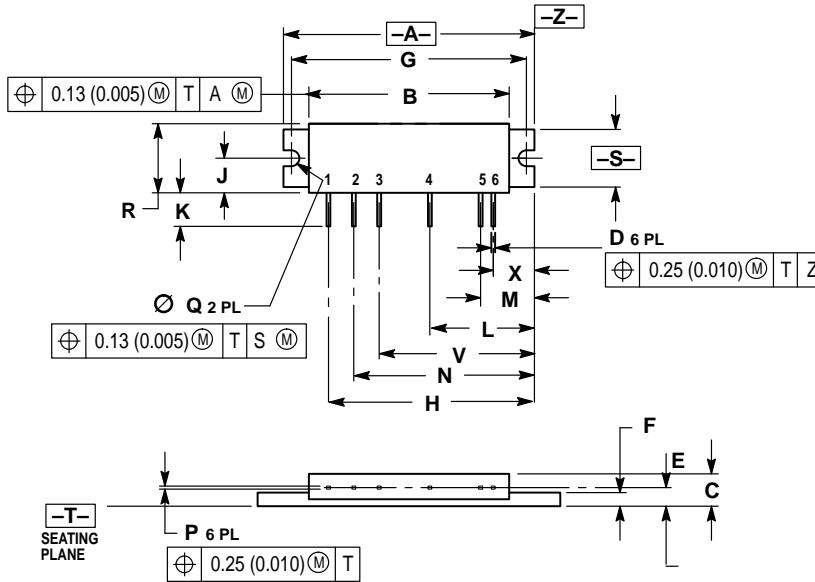 –Z–
–A–
G
⌖ 0.13 (0.005) Ⓜ T A Ⓜ
B
–S–
J
1 2 3 4 5 6
R
K
D 6 PL
X
⌖ 0.25 (0.010) Ⓜ T Z
M
Ø Q 2 PL
L
⌖ 0.13 (0.005) Ⓜ T S Ⓜ
V
N
H
F
E
C
–T–
SEATING
PLANE
P 6 PL
⌖ 0.25 (0.010) Ⓜ T